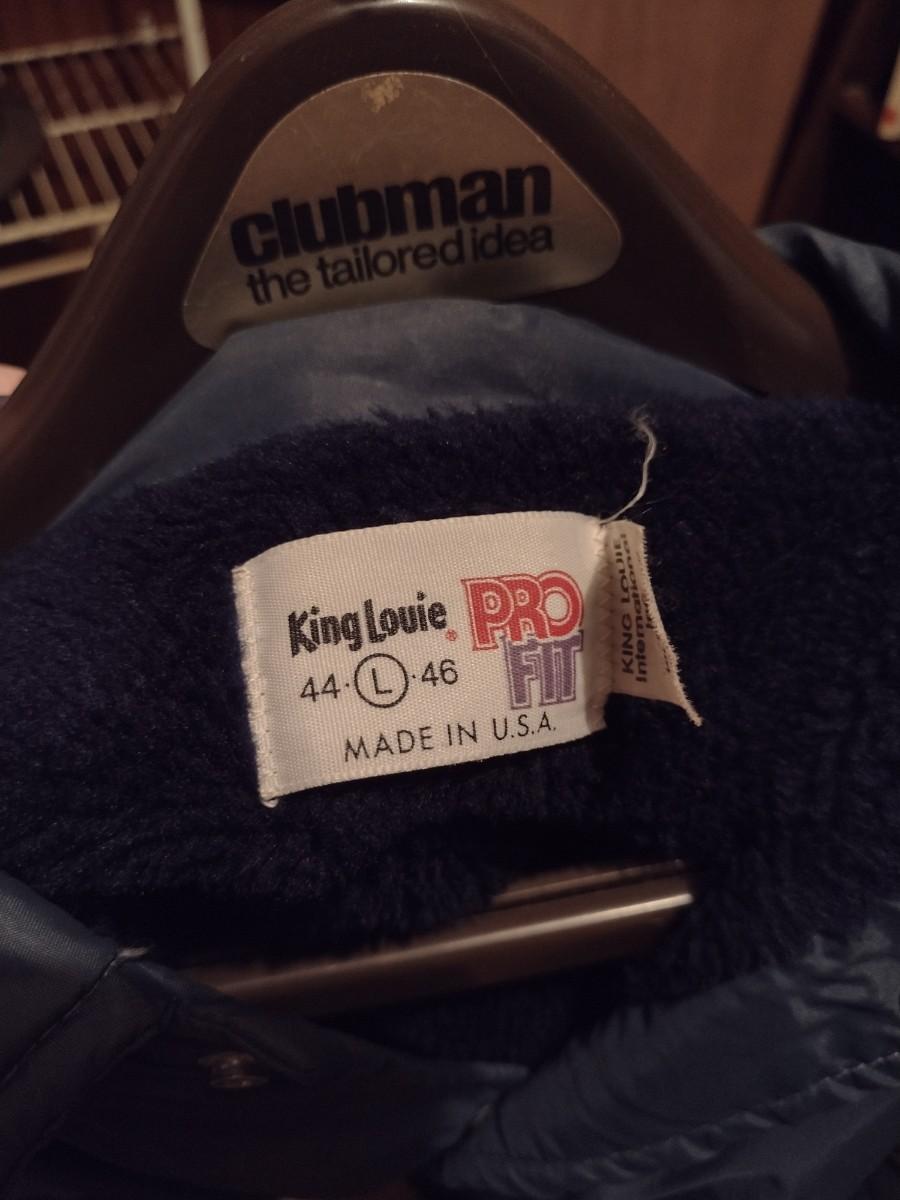 clubman
the tailored idea
King Louie® PRO
FIT
44·L·46
MADE IN U.S.A.
KING LOUIE
International